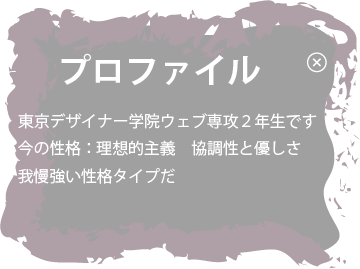 プロファイル
東京デザイナー学院ウェブ専攻２年生です
今の性格：理想的主義　協調性と優しさ
我慢強い性格タイプだ